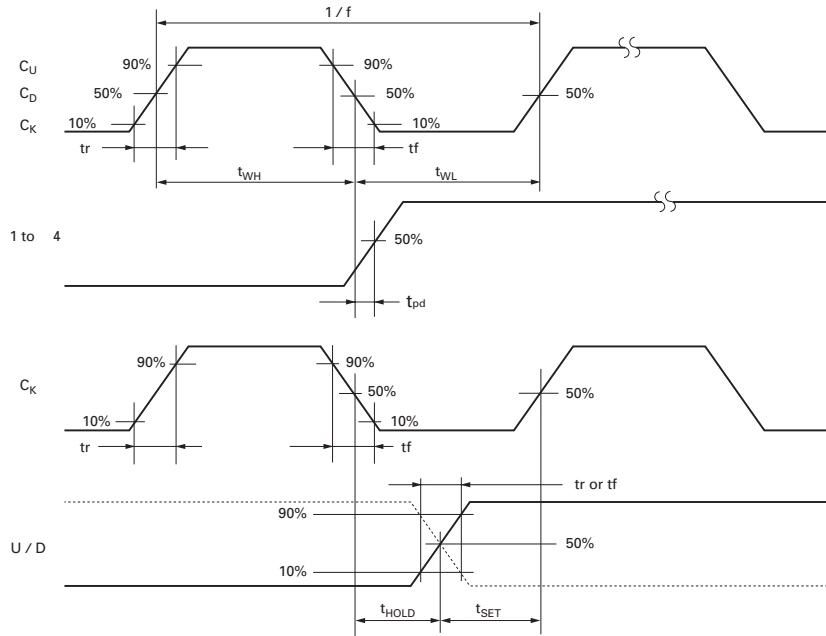 1 / f
C_U 90% 90%
C_D 50% 50% 50%
C_K 10% 10%
tr tf
t_WH t_WL
1 to 4 50%
t_pd
90% 90%
C_K 50% 50%
10% 10%
tr tf
tr or tf
90%
U / D 50%
10%
t_HOLD t_SET